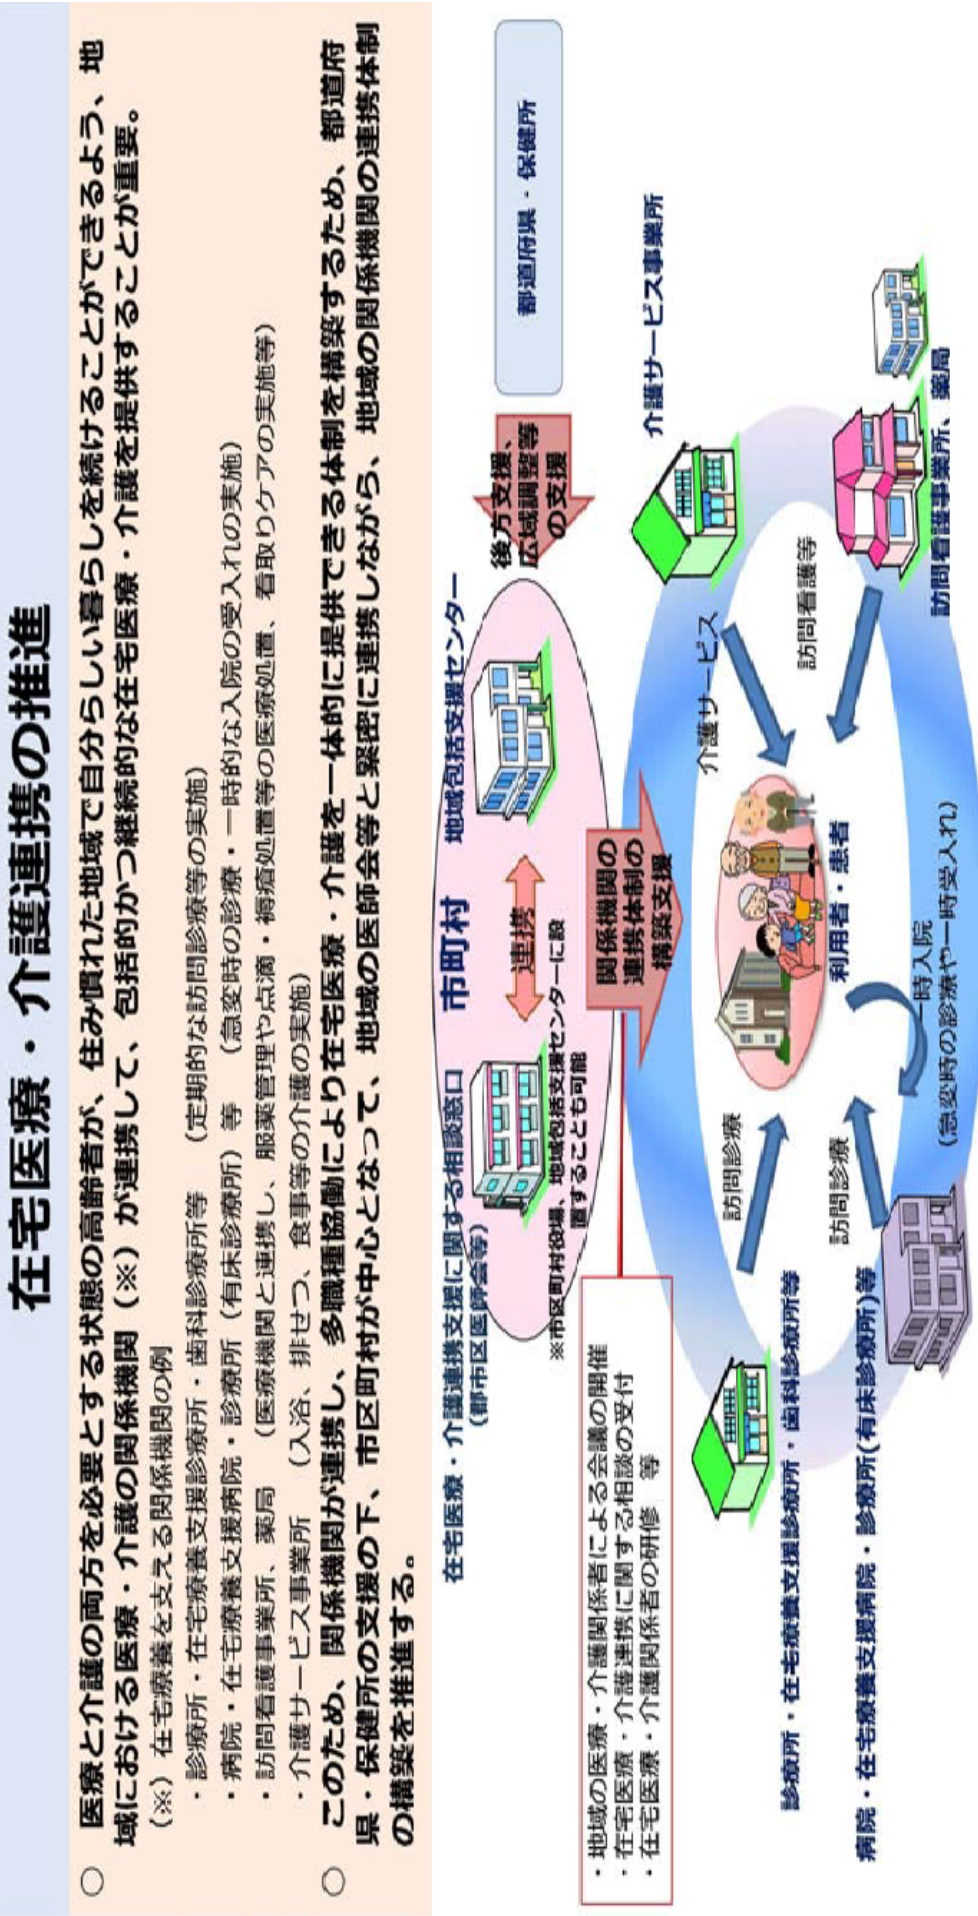 在宅医療・介護連携の推進
○ 医療と介護の両方を必要とする状態の高齢者が、住み慣れた地域で自分らしい暮らしを続けることができるよう、地
域における医療・介護の関係機関（※）が連携して、包括的かつ継続的な在宅医療・介護を提供することが重要。
（※）在宅療養を支える関係機関の例
・診療所・在宅療養支援診療所・歯科診療所等 （定期的な訪問診療等の実施）
・病院・在宅療養支援病院・診療所（有床診療所）等 （急変時の診療・一時的な入院の受入れの実施）
・訪問看護事業所、薬局 （医療機関と連携し、服薬管理や点滴・褥瘡処置等の医療処置、看取りケアの実施等）
・介護サービス事業所 （入浴、排せつ、食事等の介護の実施）
○ このため、関係機関が連携し、多職種協働により在宅医療・介護を一体的に提供できる体制を構築するため、都道府
県・保健所の支援の下、市区町村が中心となって、地域の医師会等と緊密に連携しながら、地域の関係機関の連携体制
の構築を推進する。
在宅医療・介護連携支援に関する相談窓口
（郡市区医師会等）
市町村
地域包括支援センター
連携
※市区町村役場、地域包括支援センターに設
置することも可能
後方支援、
広域調整等
の支援
都道府県・保健所
・地域の医療・介護関係者による会議の開催
・在宅医療・介護連携に関する相談の受付
・在宅医療・介護関係者の研修 等
関係機関の
連携体制の
構築支援
介護サービス事業所
介護サービス
訪問診療
利用者・患者
訪問看護等
診療所・在宅療養支援診療所・歯科診療所等
訪問診療
一時入院
（急変時の診療や一時受入れ）
訪問看護事業所、薬局
病院・在宅療養支援病院・診療所(有床診療所)等